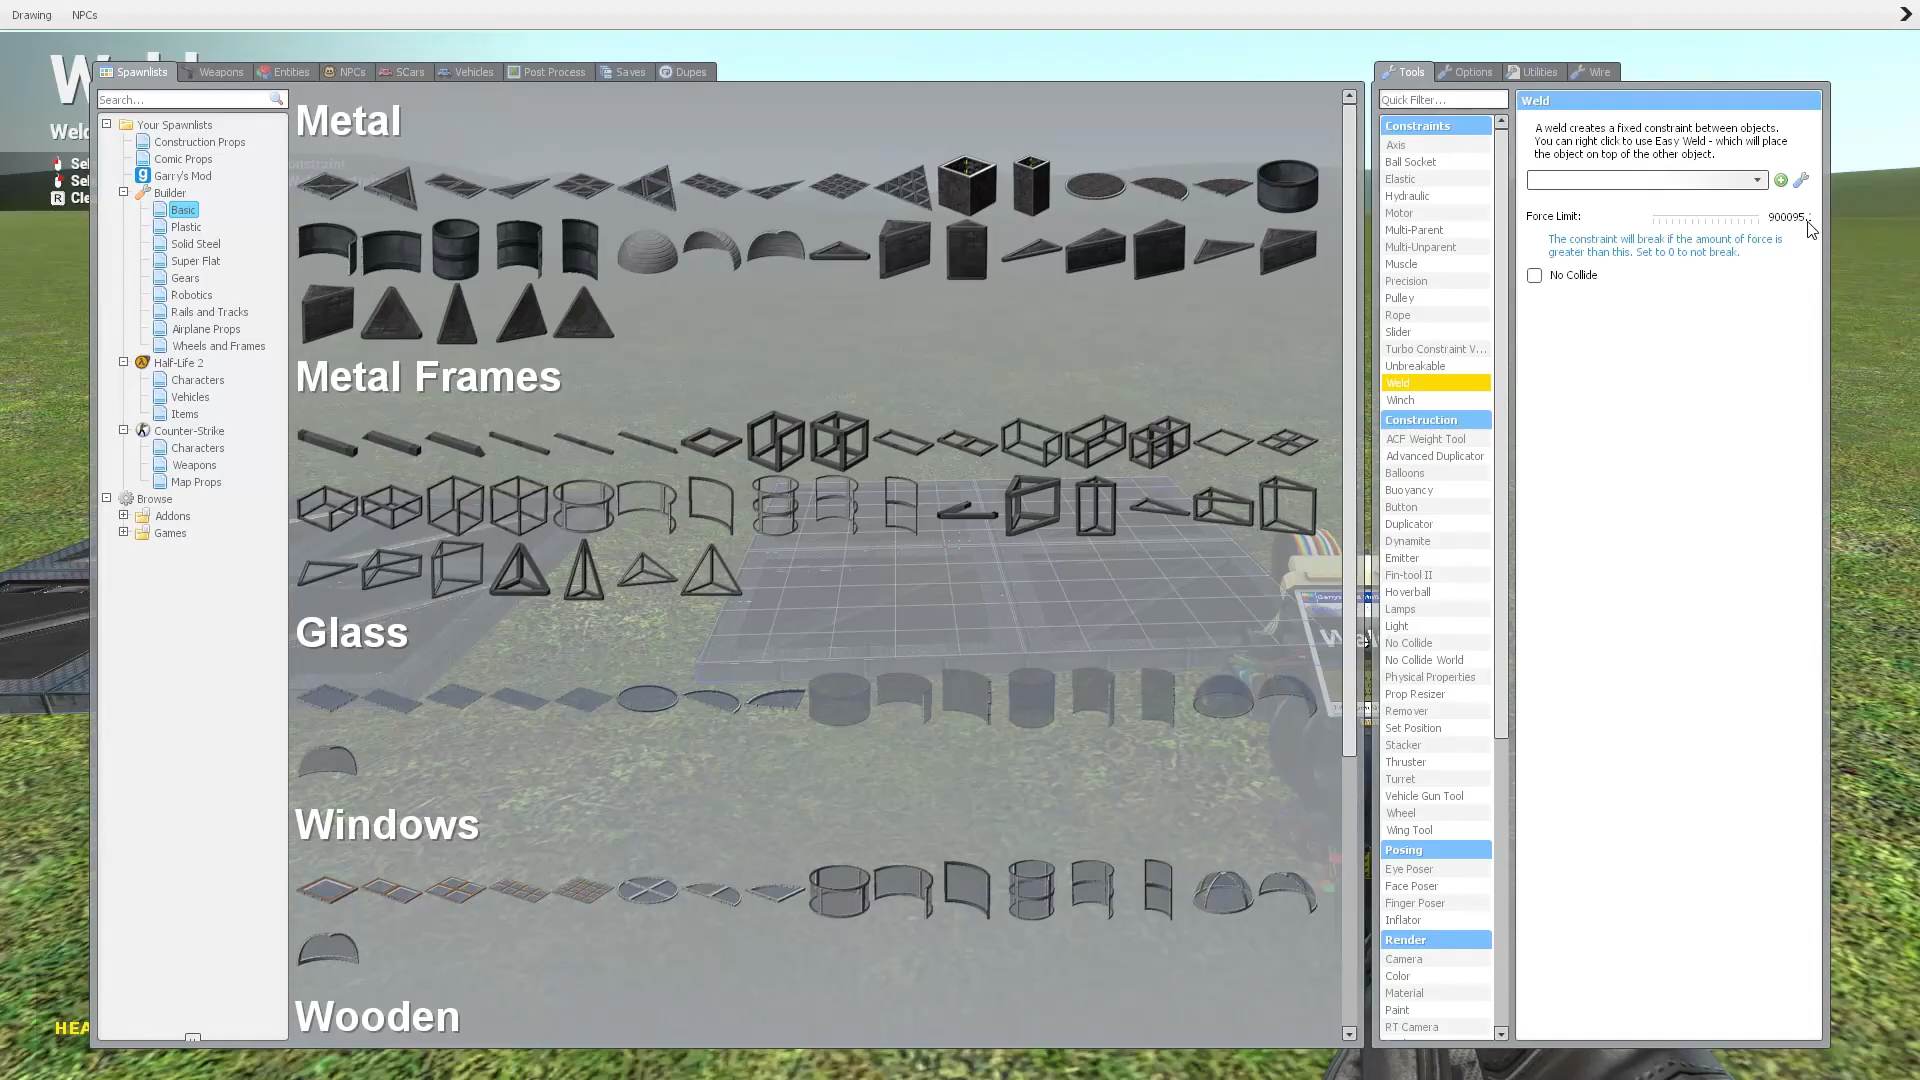 Drawing NPCs
Spawnlists Weapons Entities NPCs SCars Vehicles Post Process Saves Dupes
Search...
Your Spawnlists
Construction Props
Comic Props
Garry's Mod
Builder
Basic
Plastic
Solid Steel
Super Flat
Gears
Robotics
Rails and Tracks
Airplane Props
Wheels and Frames
Half-Life 2
Characters
Vehicles
Items
Counter-Strike
Characters
Weapons
Map Props
Browse
Addons
Games
Metal
Metal Frames
Glass
Windows
Wooden
Tools Options Utilities Wire
Quick Filter...
Constraints
Axis
Ball Socket
Elastic
Hydraulic
Motor
Multi-Parent
Multi-Unparent
Muscle
Precision
Pulley
Rope
Slider
Turbo Constraint V...
Unbreakable
Weld
Winch
Construction
ACF Weight Tool
Advanced Duplicator
Balloons
Buoyancy
Button
Duplicator
Dynamite
Emitter
Fin-tool II
Hoverball
Lamps
Light
No Collide
No Collide World
Physical Properties
Prop Resizer
Remover
Set Position
Stacker
Thruster
Turret
Vehicle Gun Tool
Wheel
Wing Tool
Posing
Eye Poser
Face Poser
Finger Poser
Inflator
Render
Camera
Color
Material
Paint
RT Camera
Weld
A weld creates a fixed constraint between objects.
You can right click to use Easy Weld - which will place
the object on top of the other object.
Force Limit: 900095.
The constraint will break if the amount of force is
greater than this. Set to 0 to not break.
No Collide
Weld
Sel
Sel
R Cle
HEA